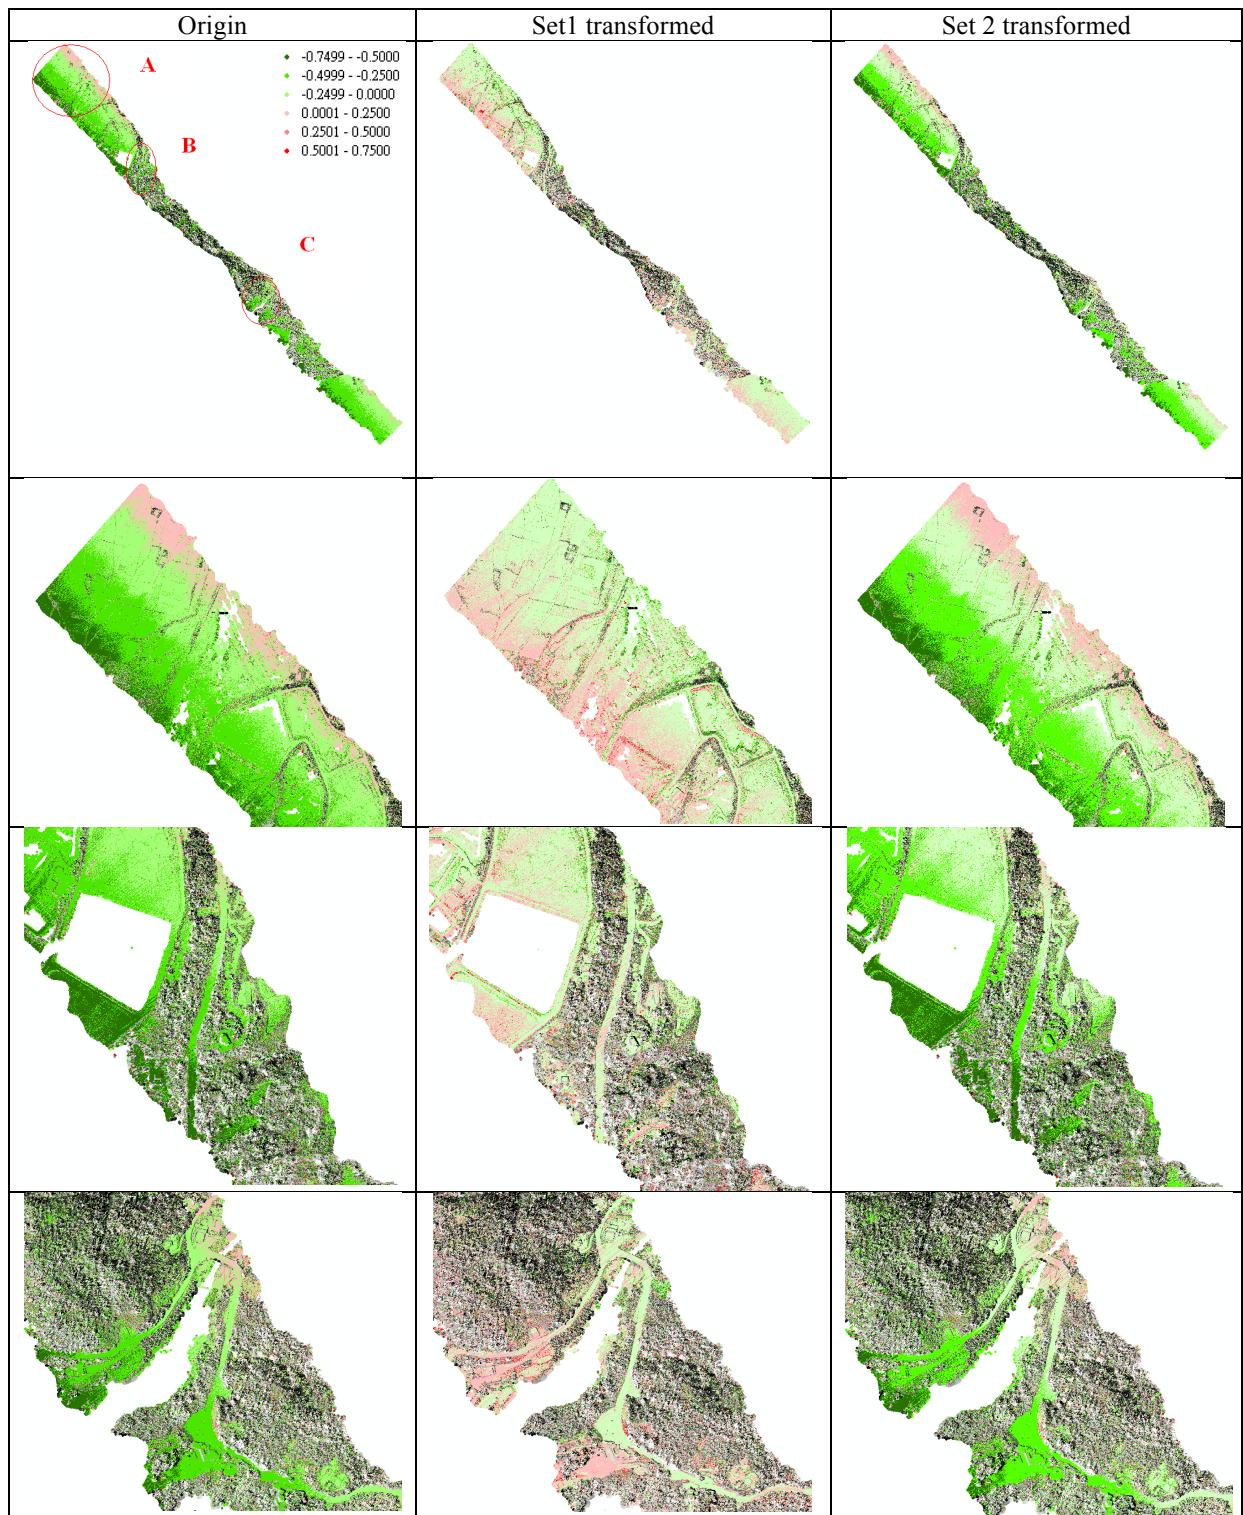 Origin
Set1 transformed
Set 2 transformed
A
B
C
-0.7499 - -0.5000
-0.4999 - -0.2500
-0.2499 - 0.0000
0.0001 - 0.2500
0.2501 - 0.5000
0.5001 - 0.7500